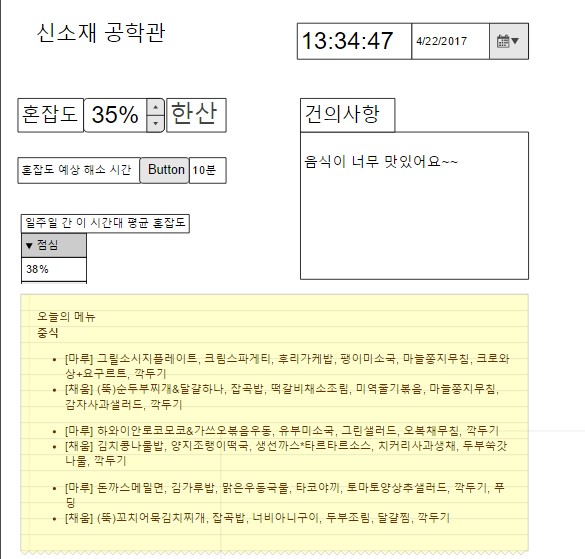 신소재 공학관
13:34:47
4/22/2017
혼잡도
35%
한산
건의사항
음식이 너무 맛있어요~~
혼잡도 예상 해소 시간
Button
10분
일주일 간 이 시간대 평균 혼잡도
▼ 점심
38%
오늘의 메뉴
중식
• [마루] 그릴소시지플레이트, 크림스파게티, 후리가케밥, 팽이미소국, 마늘쫑지무침, 크로와
상+요구르트, 깍두기
• [채움] (뚝)순두부찌개&달걀하나, 잡곡밥, 떡갈비채소조림, 미역줄기볶음, 마늘쫑지무침,
감자사과샐러드, 깍두기
• [마루] 하와이안로코모코&가쓰오볶음우동, 유부미소국, 그린샐러드, 오복채무침, 깍두기
• [채움] 김치콩나물밥, 양지조랭이떡국, 생선까스*타르타르소스, 치커리사과생채, 두부쑥갓
나물, 깍두기
• [마루] 돈까스메밀면, 김가루밥, 맑은우동국물, 타코야끼, 토마토양상추샐러드, 깍두기, 푸
딩
• [채움] (뚝)꼬치어묵김치찌개, 잡곡밥, 너비아니구이, 두부조림, 달걀찜, 깍두기